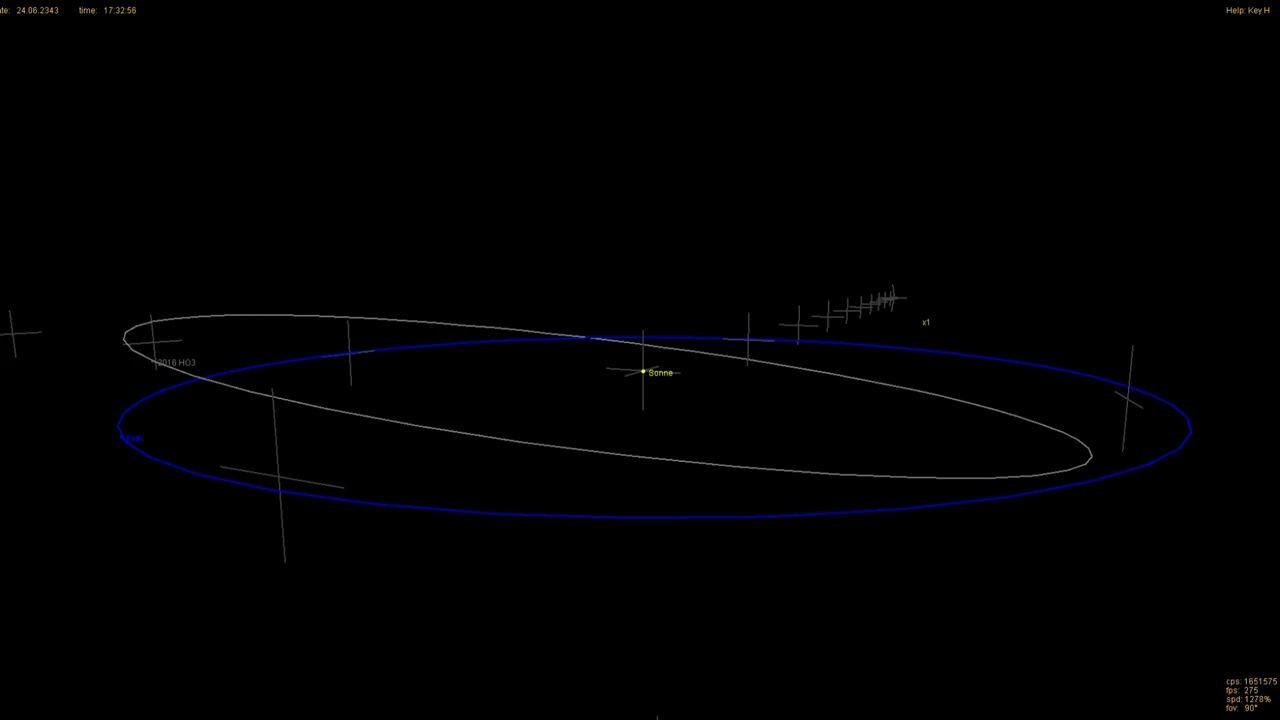 ate: 24.06.2343 time: 17:32:56
Help: Key H
x1
2016 HO3
Sonne
cps: 1651575
fps: 275
spd: 1278%
fov: 90°